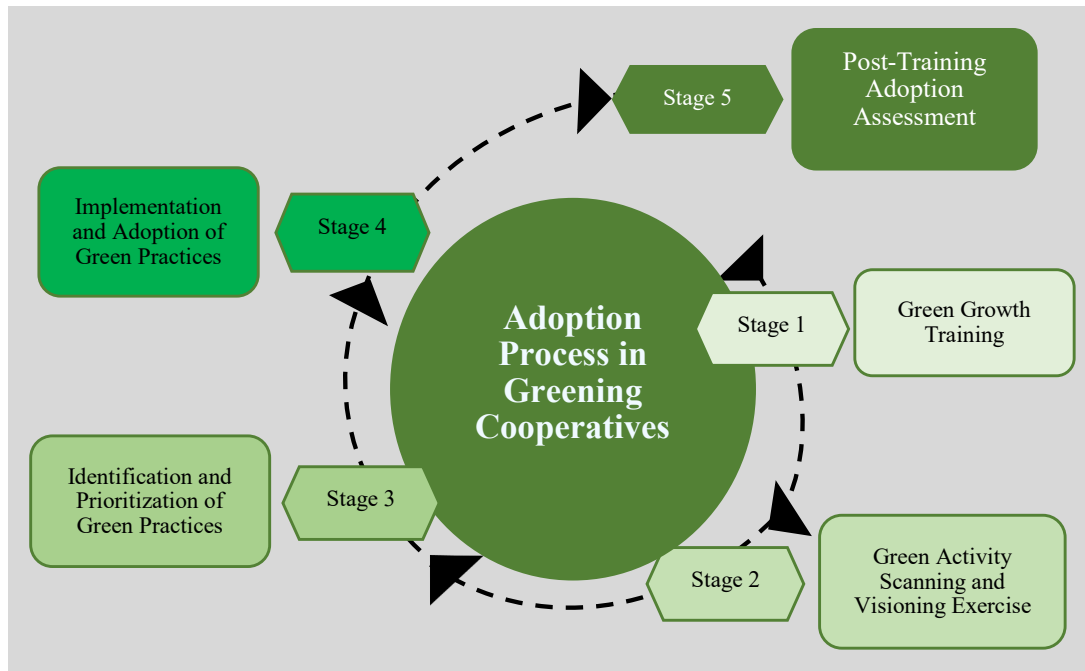 Adoption
Process in
Greening
Cooperatives
Stage 1
Green Growth
Training
Stage 2
Green Activity
Scanning and
Visioning Exercise
Stage 3
Identification and
Prioritization of
Green Practices
Stage 4
Implementation
and Adoption of
Green Practices
Stage 5
Post-Training
Adoption
Assessment